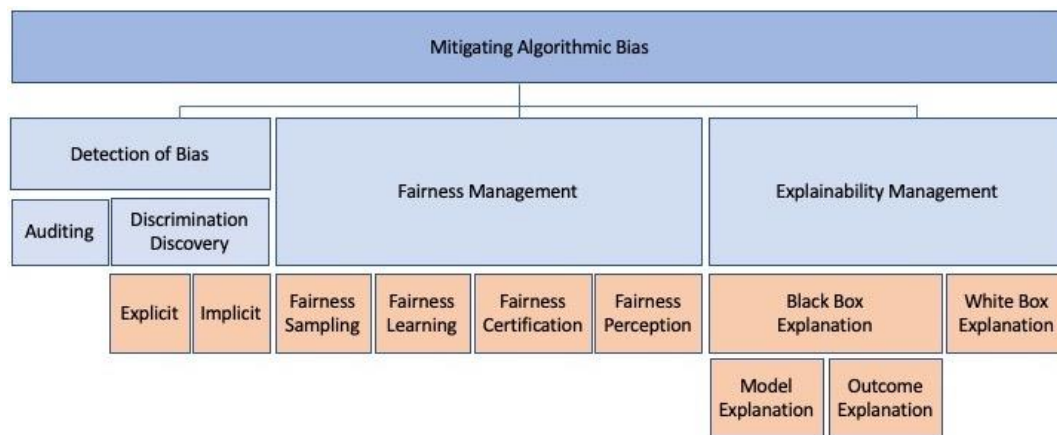 Mitigating Algorithmic Bias
Detection of Bias
Fairness Management
Explainability Management
Auditing
Discrimination
Discovery
Explicit
Implicit
Fairness
Sampling
Fairness
Learning
Fairness
Certification
Fairness
Perception
Black Box
Explanation
White Box
Explanation
Model
Explanation
Outcome
Explanation